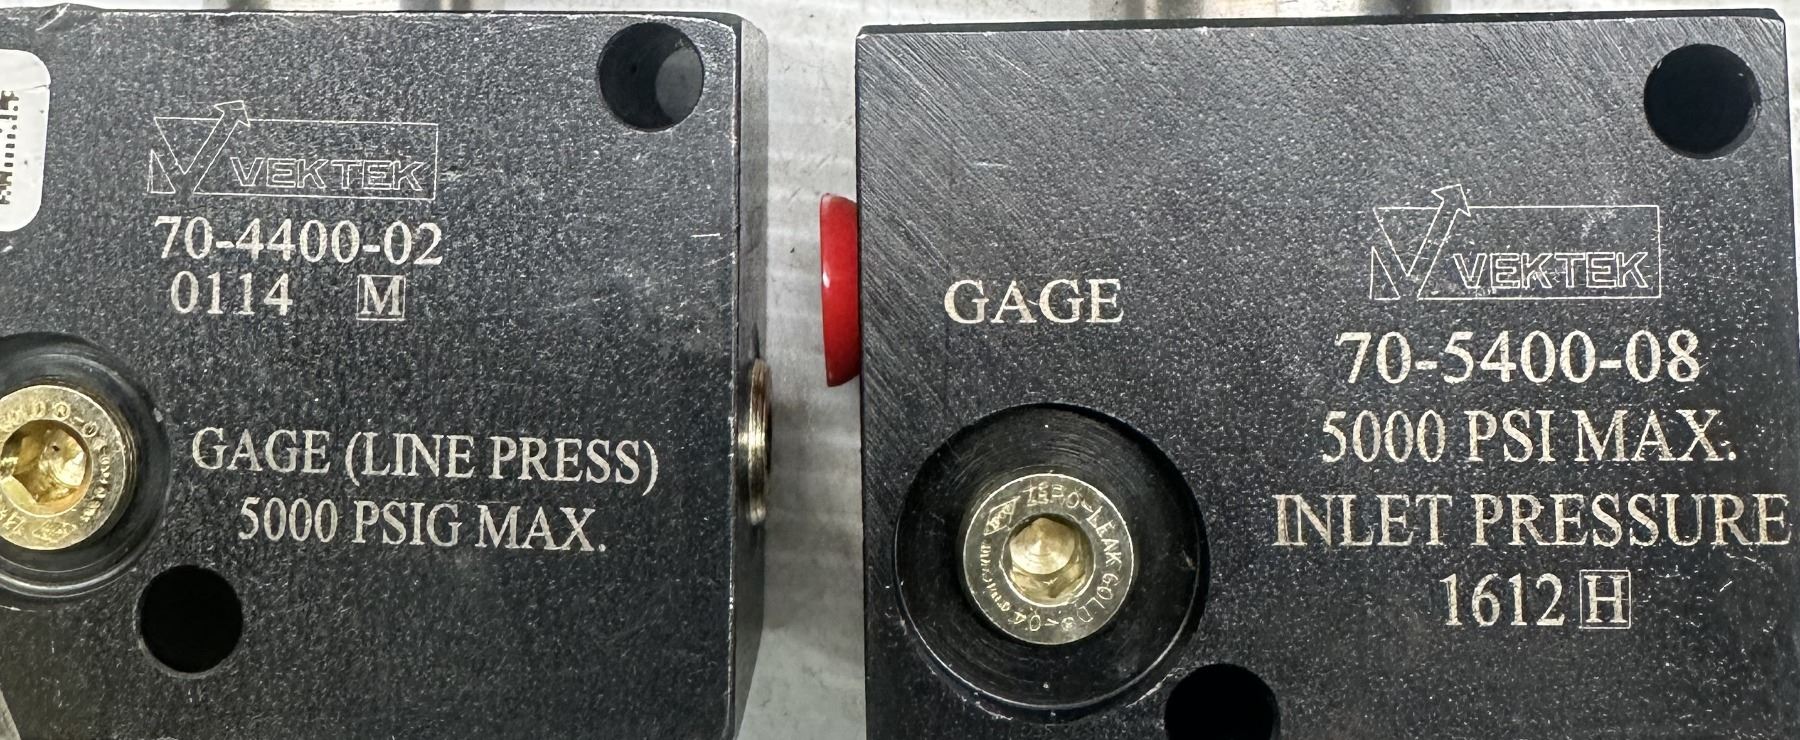 VEKTEK
70-4400-02
0114 M
GAGE (LINE PRESS)
5000 PSIG MAX.
GAGE
VEKTEK
70-5400-08
5000 PSI MAX.
INLET PRESSURE
1612 H
ZERO-LEAK GOLD®-04